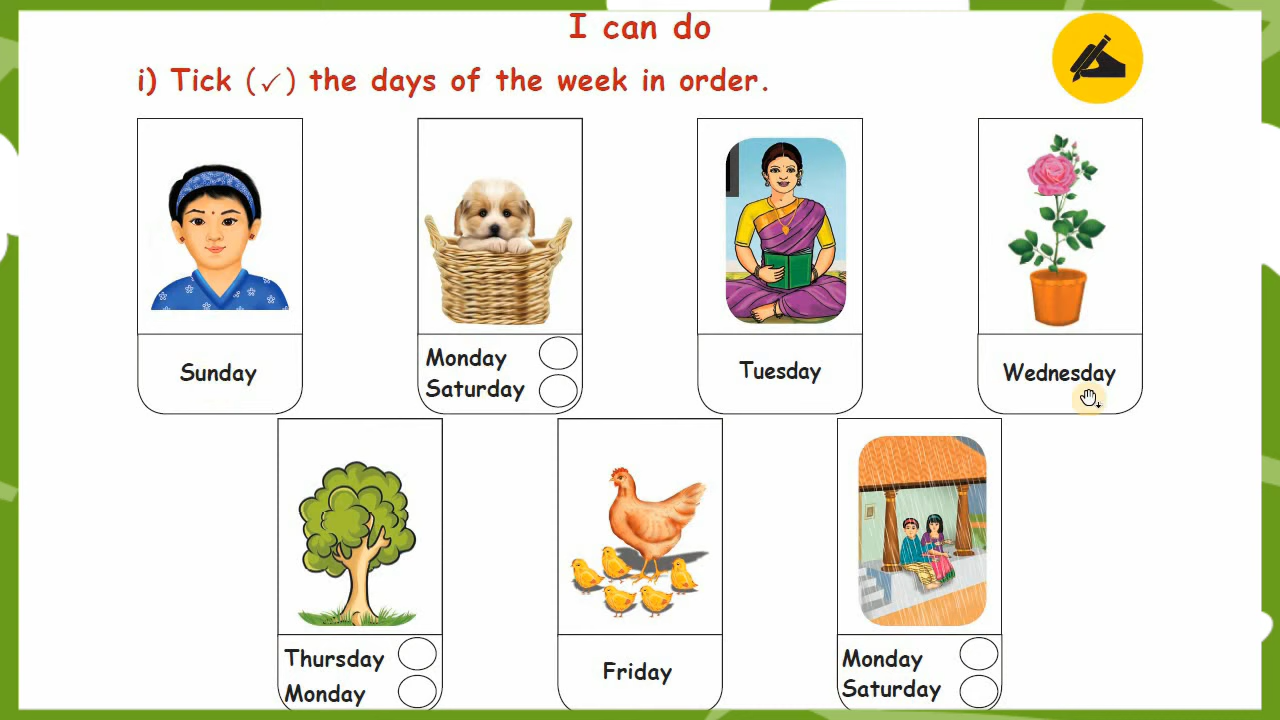 I can do
i) Tick (✓) the days of the week in order.
Sunday
Monday
Saturday
Tuesday
Wednesday
Thursday
Monday
Friday
Monday
Saturday